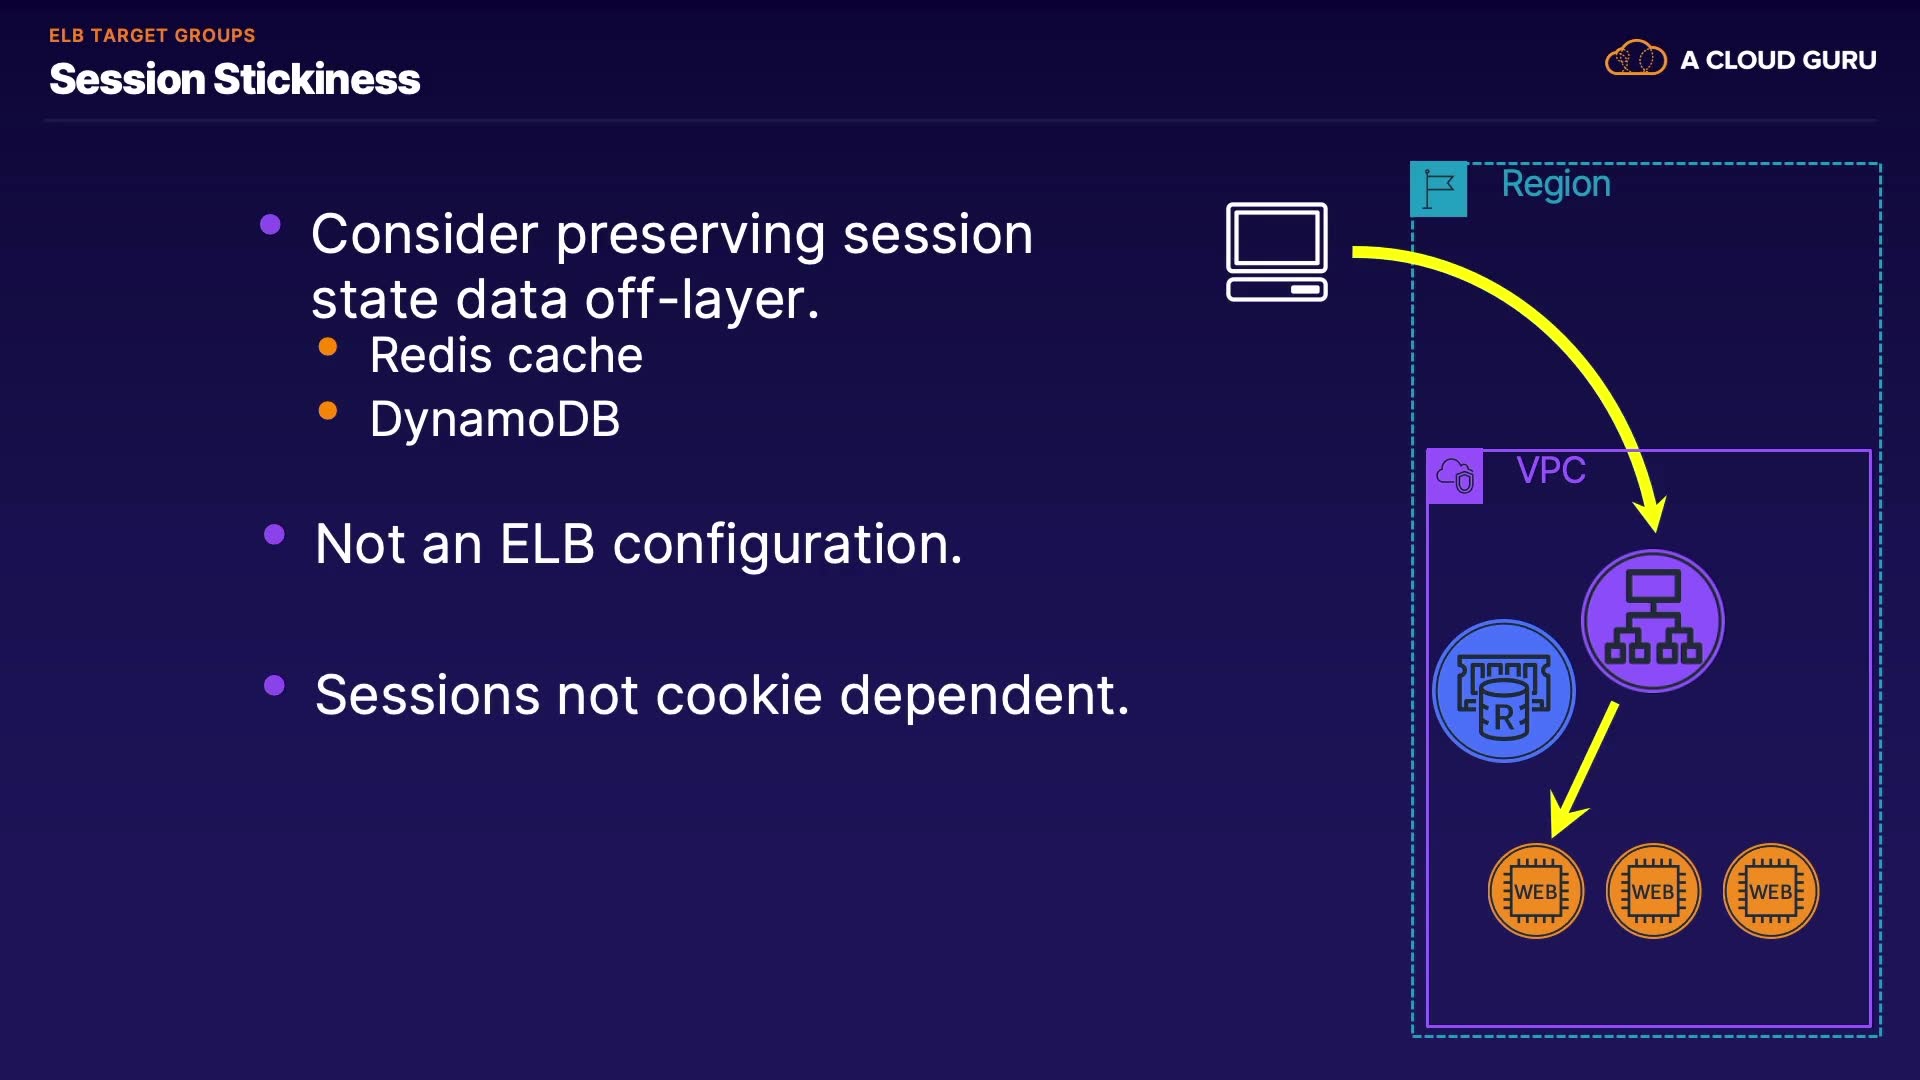 ELB TARGET GROUPS
Session Stickiness
A CLOUD GURU
Consider preserving session
state data off-layer.
Redis cache
DynamoDB
Not an ELB configuration.
Sessions not cookie dependent.
Region
VPC
R
WEB
WEB
WEB